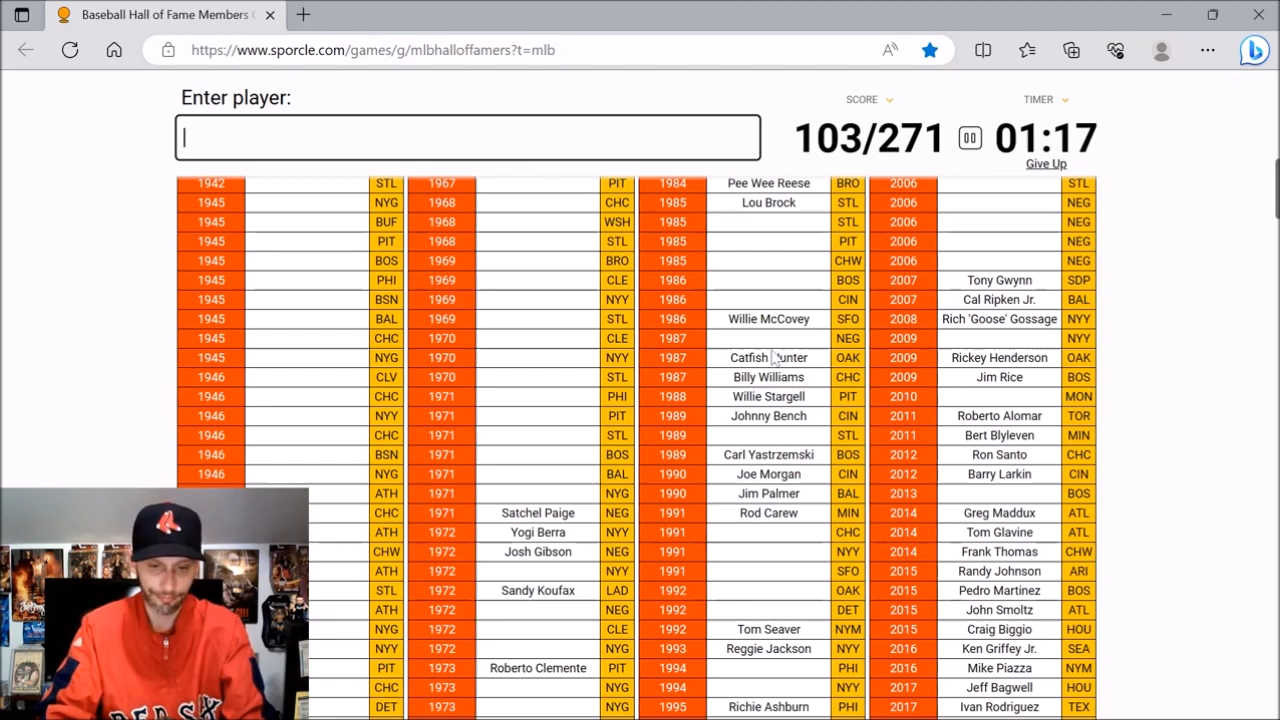 Baseball Hall of Fame Members
https://www.sporcle.com/games/g/mlbhalloffamers?t=mlb
Enter player:
SCORE
TIMER
103/271
01:17
Give Up
1942 STL 1967 PIT 1984 Pee Wee Reese BRO 2006 STL
1945 NYG 1968 CHC 1985 Lou Brock STL 2006 NEG
1945 BUF 1968 WSH 1985 STL 2006 NEG
1945 PIT 1968 STL 1985 PIT 2006 NEG
1945 BOS 1969 BRO 1985 CHW 2006 NEG
1945 PHI 1969 CLE 1986 BOS 2007 Tony Gwynn SDP
1945 BSN 1969 NYY 1986 CIN 2007 Cal Ripken Jr. BAL
1945 BAL 1969 STL 1986 Willie McCovey SFO 2008 Rich 'Goose' Gossage NYY
1945 CHC 1970 CLE 1987 NEG 2009 NYY
1945 NYG 1970 NYY 1987 Catfish Hunter OAK 2009 Rickey Henderson OAK
1946 CLV 1970 STL 1987 Billy Williams CHC 2009 Jim Rice BOS
1946 CHC 1971 PHI 1988 Willie Stargell PIT 2010 MON
1946 NYY 1971 PIT 1989 Johnny Bench CIN 2011 Roberto Alomar TOR
1946 CHC 1971 STL 1989 STL 2011 Bert Blyleven MIN
1946 BSN 1971 BOS 1989 Carl Yastrzemski BOS 2012 Ron Santo CHC
1946 NYG 1971 BAL 1990 Joe Morgan CIN 2012 Barry Larkin CIN
ATH 1971 NYG 1990 Jim Palmer BAL 2013 BOS
CHC 1971 Satchel Paige NEG 1991 Rod Carew MIN 2014 Greg Maddux ATL
ATH 1972 Yogi Berra NYY 1991 CHC 2014 Tom Glavine ATL
CHW 1972 Josh Gibson NEG 1991 NYY 2014 Frank Thomas CHW
ATH 1972 NYY 1991 SFO 2015 Randy Johnson ARI
STL 1972 Sandy Koufax LAD 1992 OAK 2015 Pedro Martinez BOS
ATH 1972 NEG 1992 DET 2015 John Smoltz ATL
NYG 1972 CLE 1992 Tom Seaver NYM 2015 Craig Biggio HOU
NYY 1972 NYG 1993 Reggie Jackson NYY 2016 Ken Griffey Jr. SEA
PIT 1973 Roberto Clemente PIT 1994 PHI 2016 Mike Piazza NYM
CHC 1973 NYG 1994 NYY 2017 Jeff Bagwell HOU
DET 1973 NYG 1995 Richie Ashburn PHI 2017 Ivan Rodriguez TEX